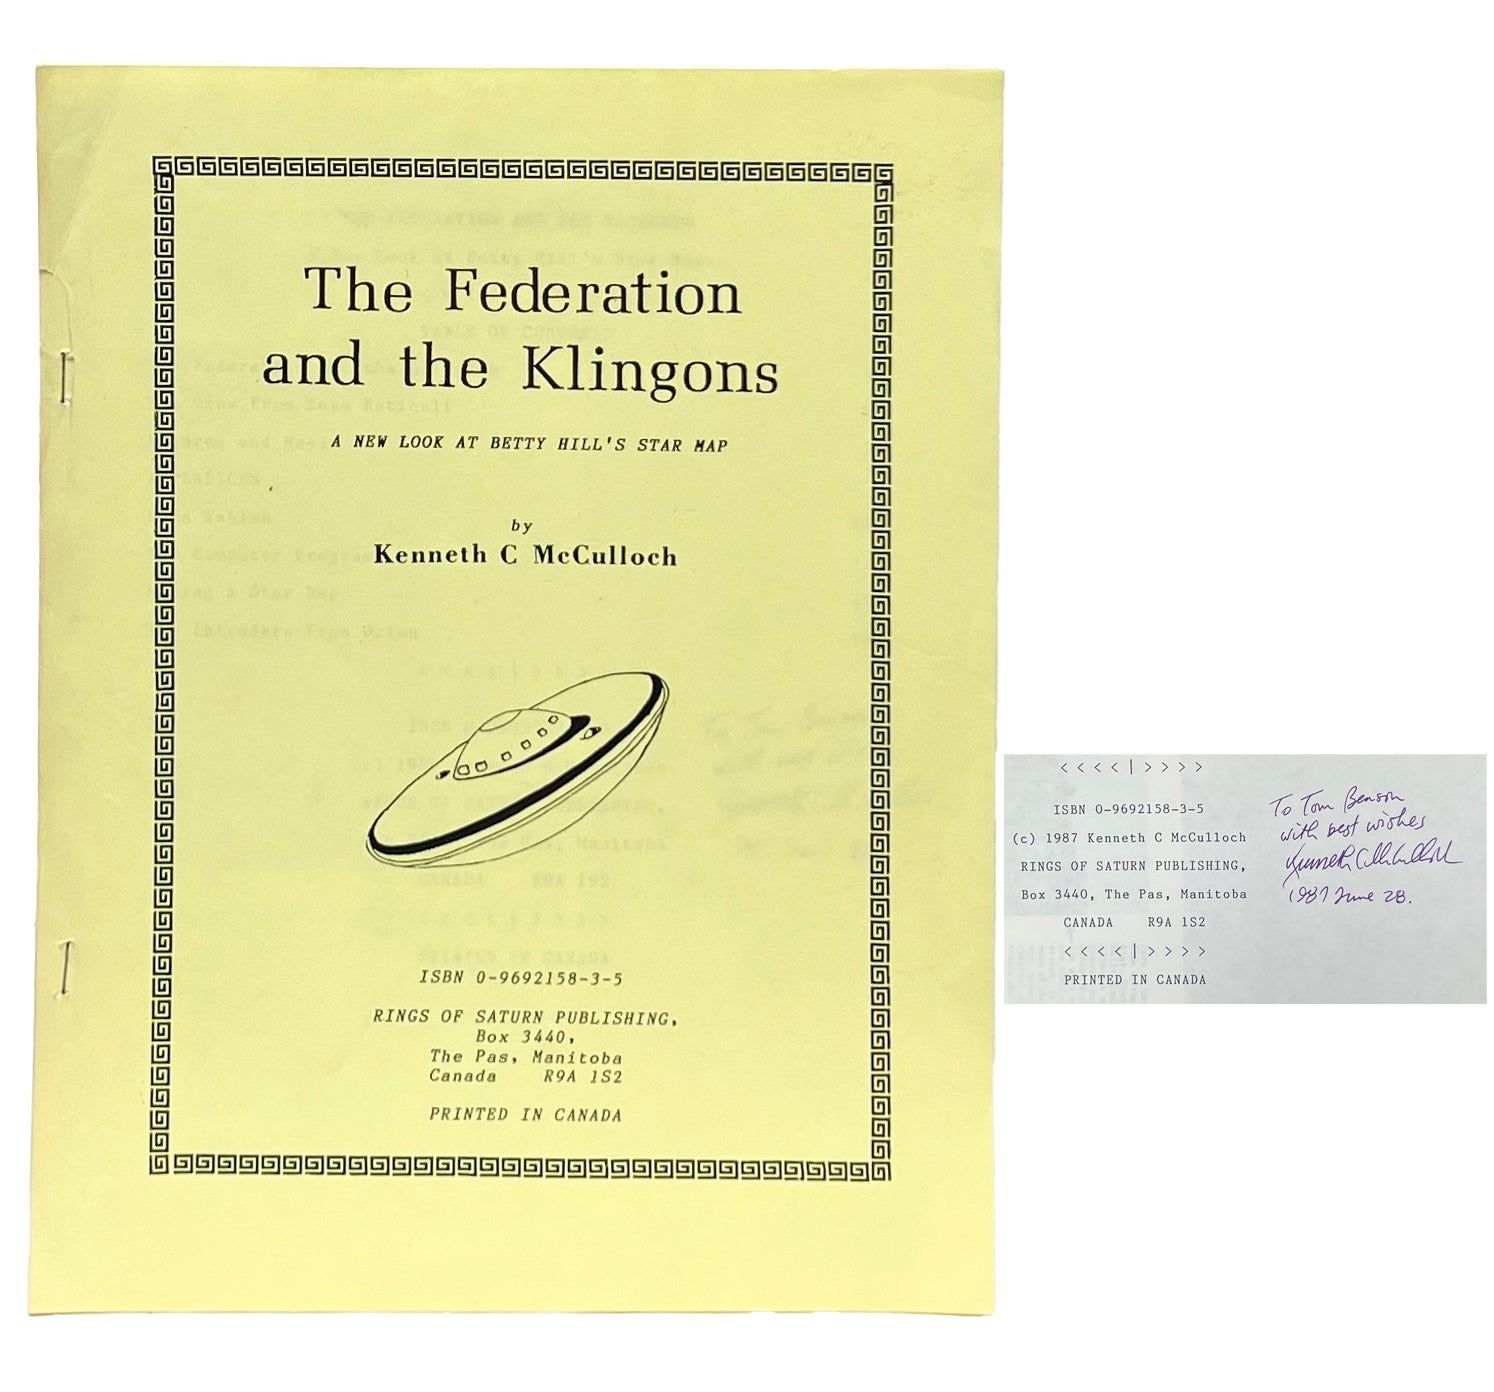 The Federation
and the Klingons
A NEW LOOK AT BETTY HILL'S STAR MAP
by
Kenneth C McCulloch
ISBN 0-9692158-3-5
RINGS OF SATURN PUBLISHING,
Box 3440,
The Pas, Manitoba
Canada R9A 1S2
PRINTED IN CANADA
< < < < | > > > >
ISBN 0-9692158-3-5
(c) 1987 Kenneth C McCulloch
RINGS OF SATURN PUBLISHING,
Box 3440, The Pas, Manitoba
CANADA R9A 1S2
< < < < | > > > >
PRINTED IN CANADA
To Tom Benson
with best wishes
Kenneth C McCulloch
1987 June 28.